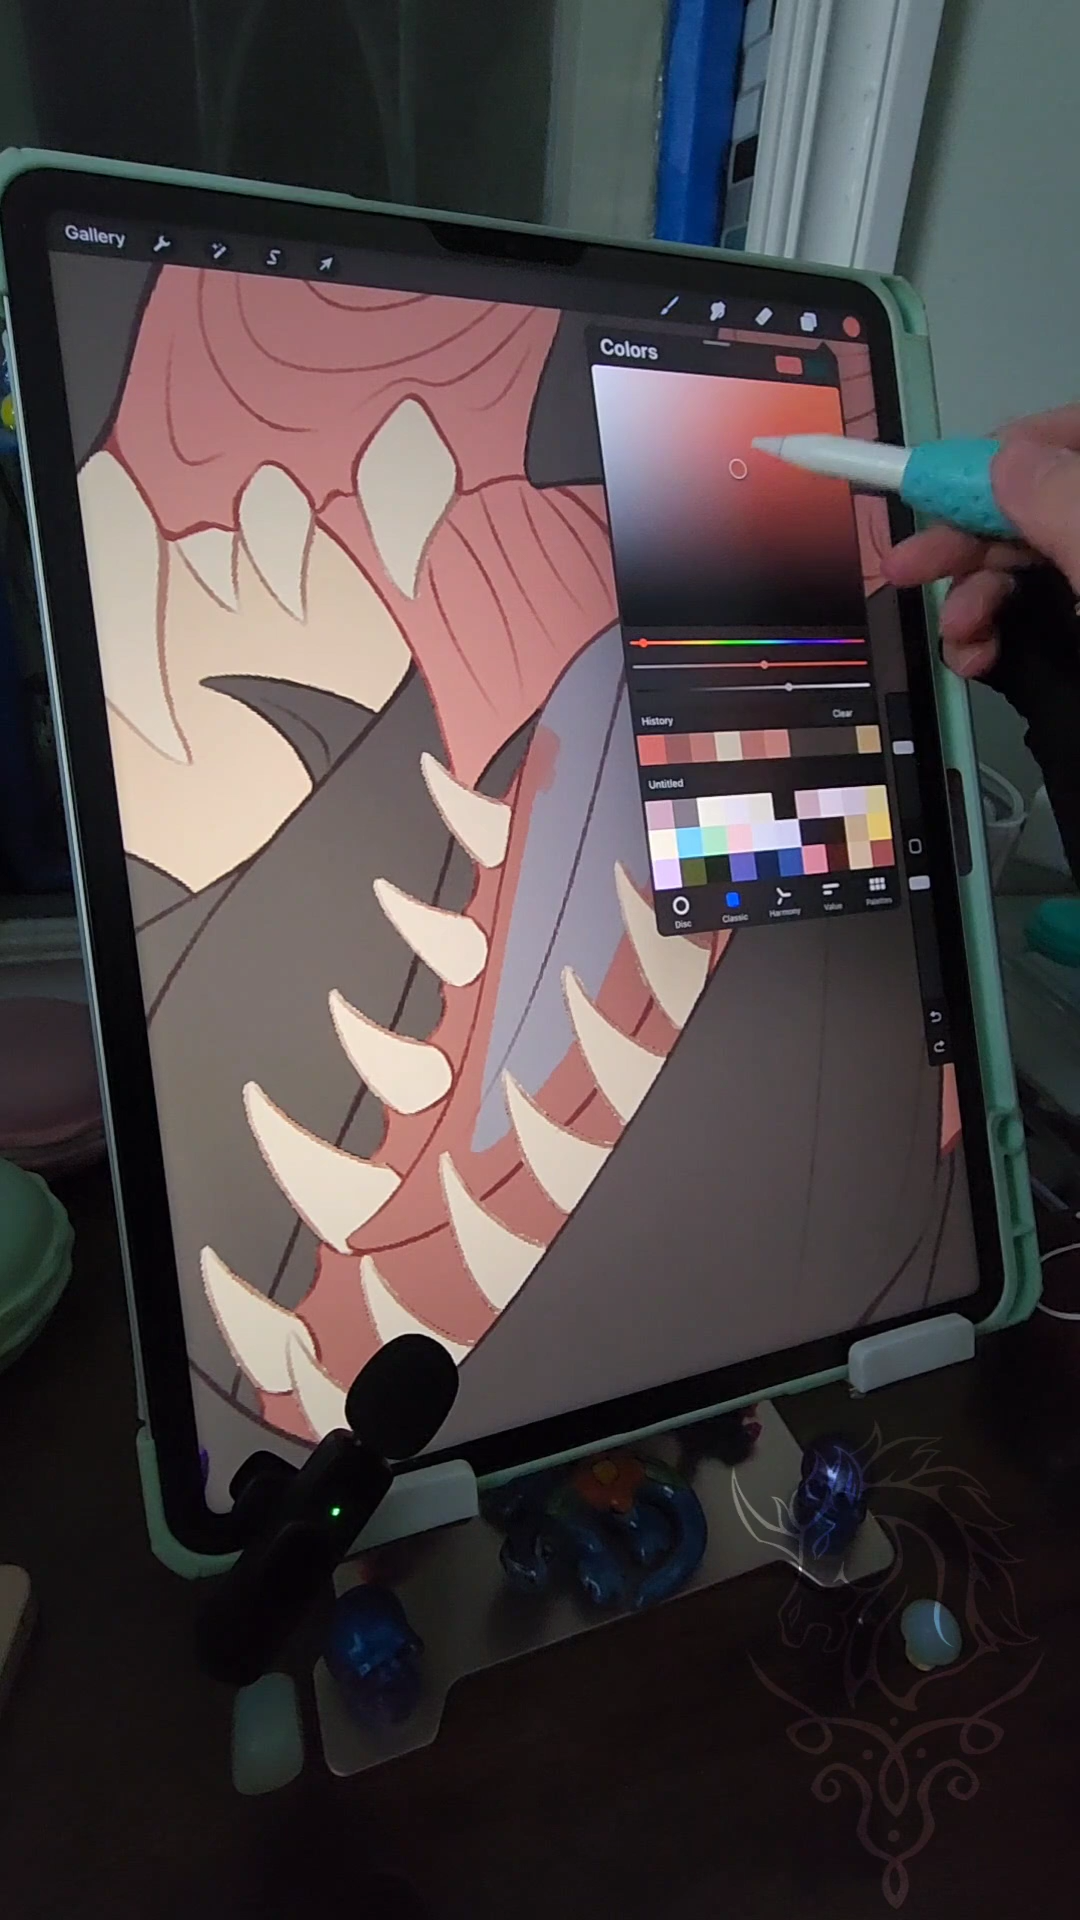 Gallery
Colors
History Clear
Untitled
Disc Classic Harmony Value Palettes